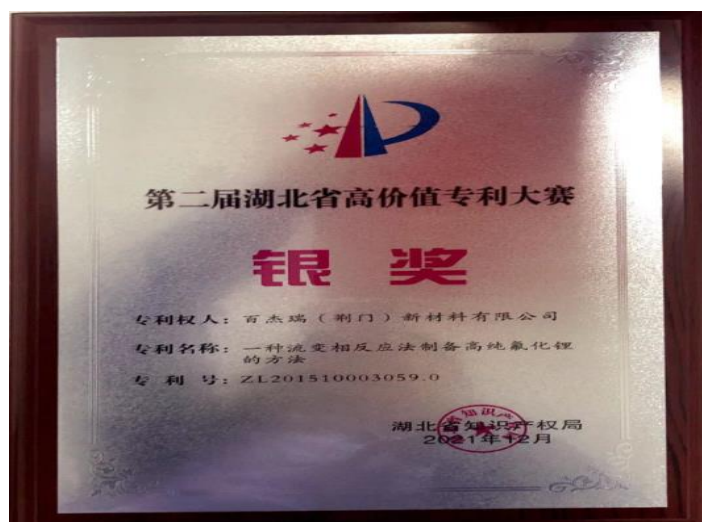 第二届湖北省高价值专利大赛
银 奖
专利权人：百杰瑞（荆门）新材料有限公司
专利名称：一种流变相反应法制备高纯氟化锂
的方法
专 利 号：ZL201510003059.0
湖北省知识产权局
2021年12月